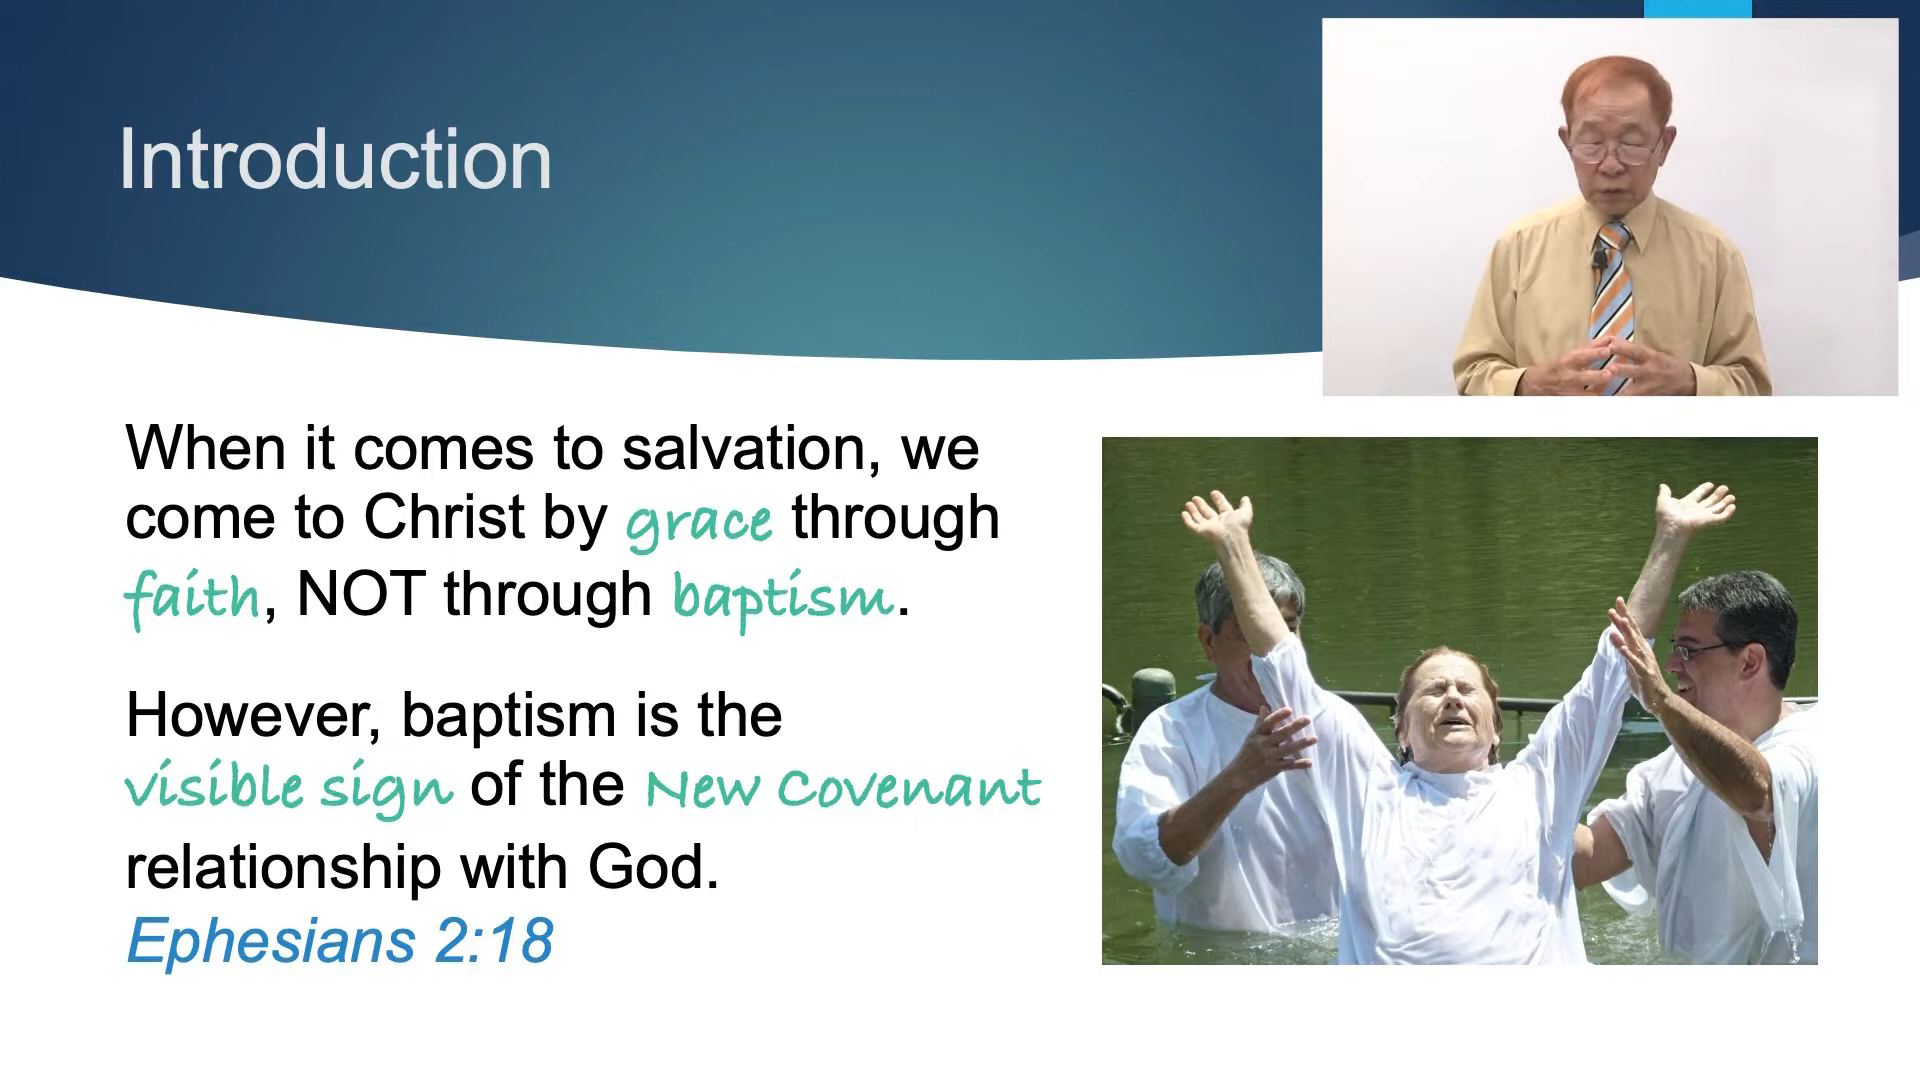 Introduction
When it comes to salvation, we
come to Christ by grace through
faith, NOT through baptism.
However, baptism is the
visible sign of the New Covenant
relationship with God.
Ephesians 2:18